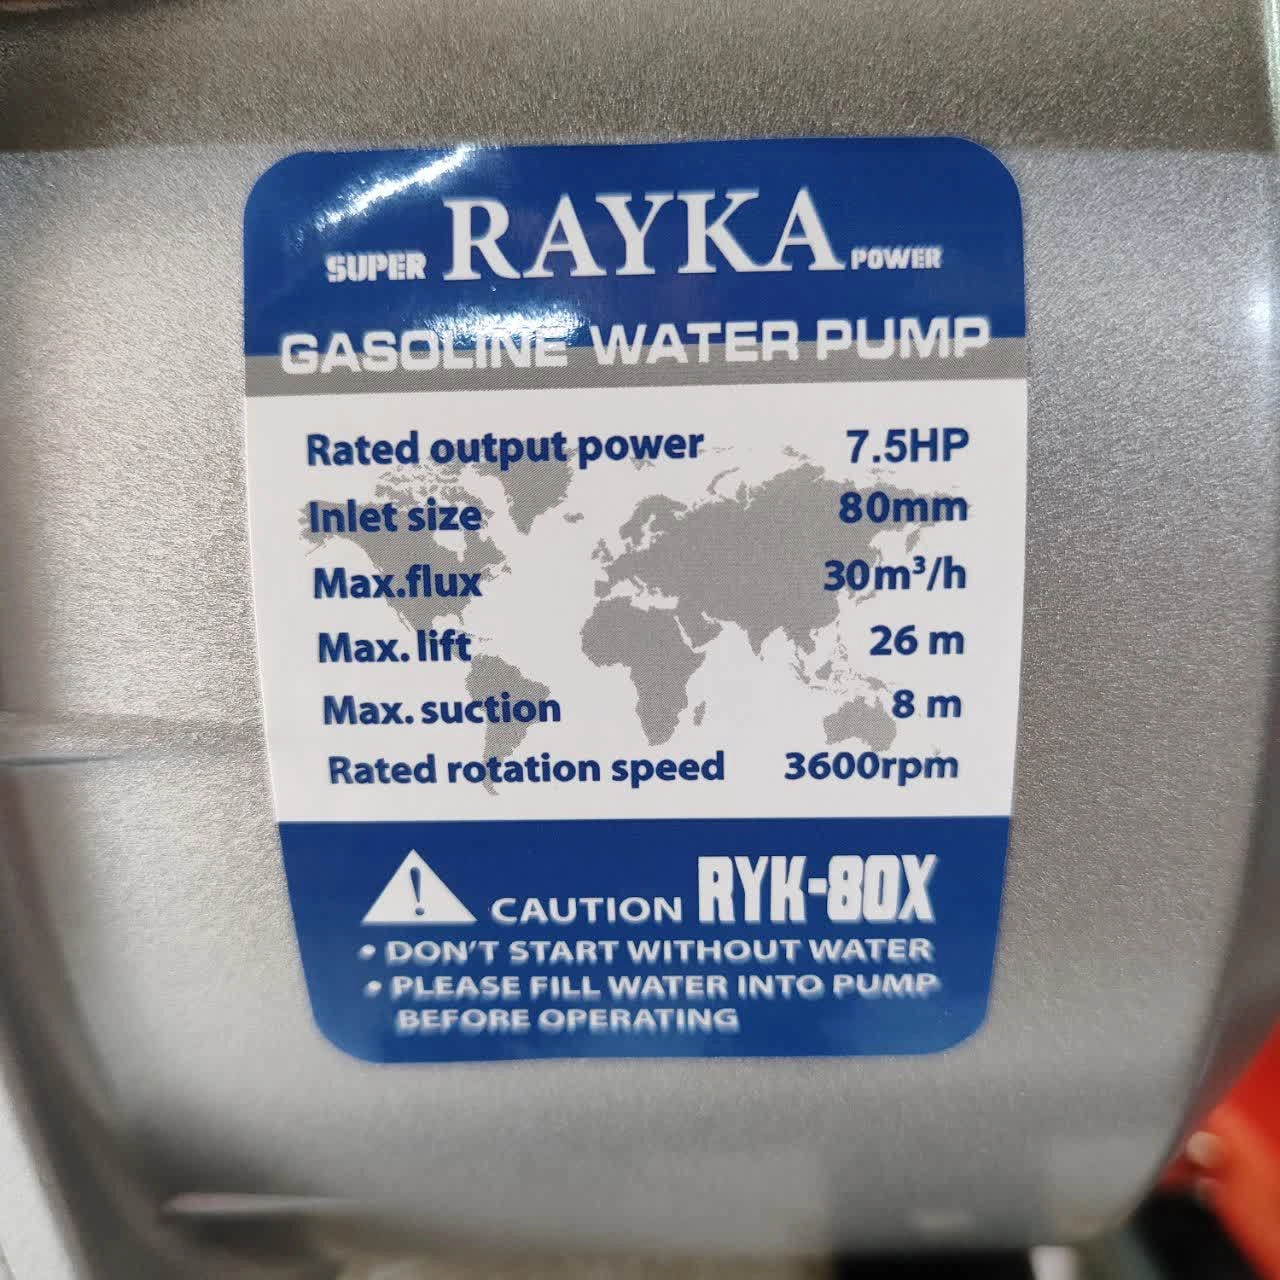 SUPER RAYKA POWER
GASOLINE WATER PUMP
Rated output power 7.5HP
Inlet size 80mm
Max.flux 30m³/h
Max. lift 26 m
Max. suction 8 m
Rated rotation speed 3600rpm
! CAUTION RYK-80X
• DON'T START WITHOUT WATER
• PLEASE FILL WATER INTO PUMP
BEFORE OPERATING